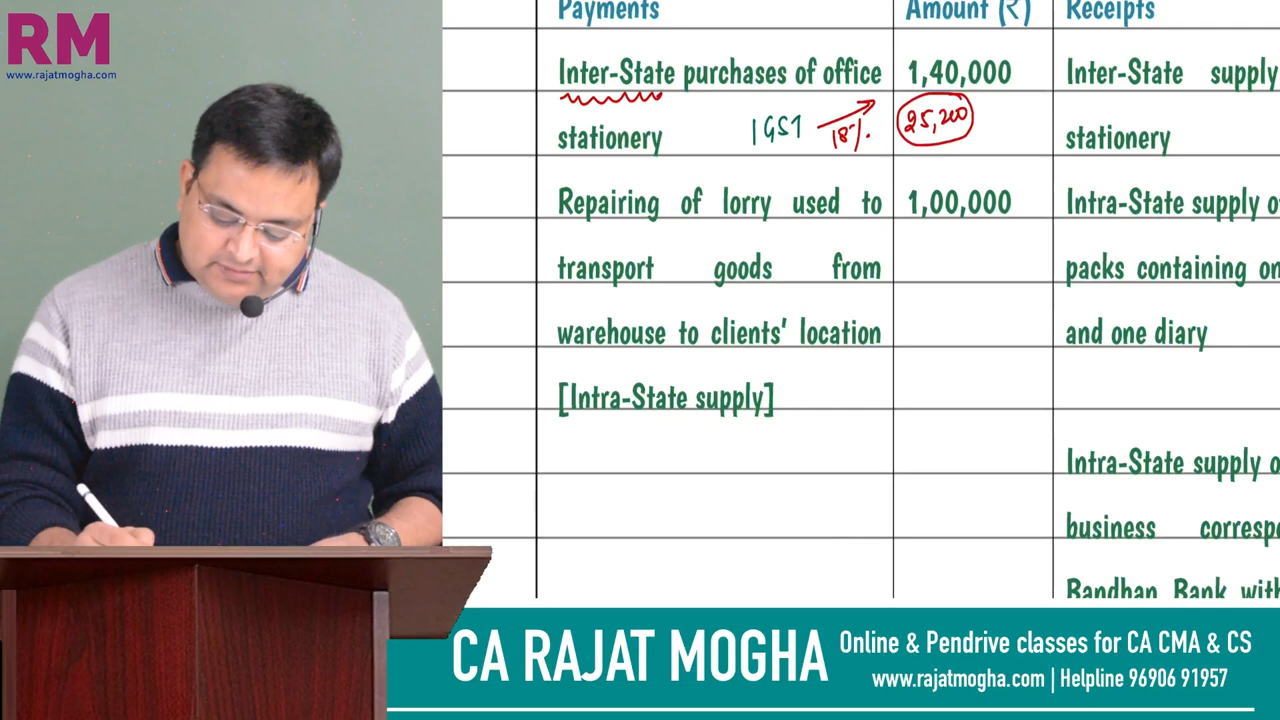 RM
www.rajatmogha.com
Payments Amount (₹) Receipts
Inter-State purchases of office 1,40,000 Inter-State supply
stationery IGST 18% 25,200 stationery
Repairing of lorry used to 1,00,000 Intra-State supply of
transport goods from packs containing on
warehouse to clients' location and one diary
[Intra-State supply]
Intra-State supply o
business correspo
Bandhan Bank with
CA RAJAT MOGHA
Online & Pendrive classes for CA CMA & CS
www.rajatmogha.com | Helpline 96906 91957